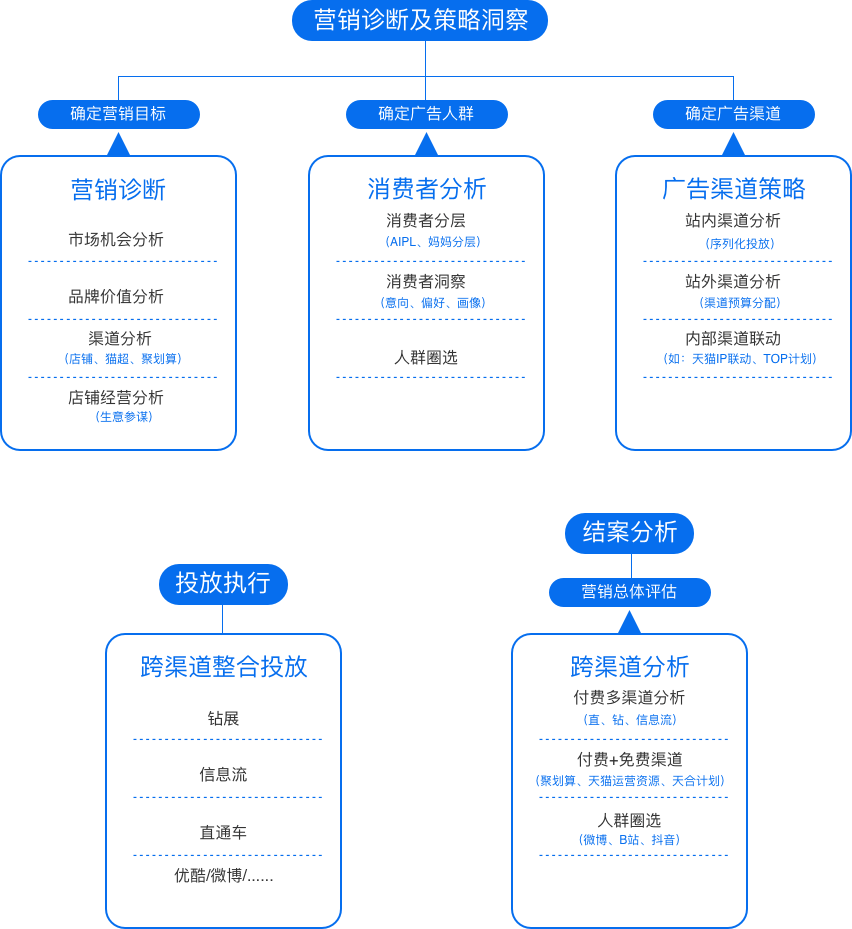 营销诊断及策略洞察
确定营销目标
确定广告人群
确定广告渠道
营销诊断
市场机会分析
品牌价值分析
渠道分析
（店铺、猫超、聚划算）
店铺经营分析
（生意参谋）
消费者分析
消费者分层
（AIPL、妈妈分层）
消费者洞察
（意向、偏好、画像）
人群圈选
广告渠道策略
站内渠道分析
（序列化投放）
站外渠道分析
（渠道预算分配）
内部渠道联动
（如：天猫IP联动、TOP计划）
投放执行
跨渠道整合投放
钻展
信息流
直通车
优酷/微博/......
结案分析
营销总体评估
跨渠道分析
付费多渠道分析
（直、钻、信息流）
付费+免费渠道
（聚划算、天猫运营资源、天合计划）
人群圈选
（微博、B站、抖音）